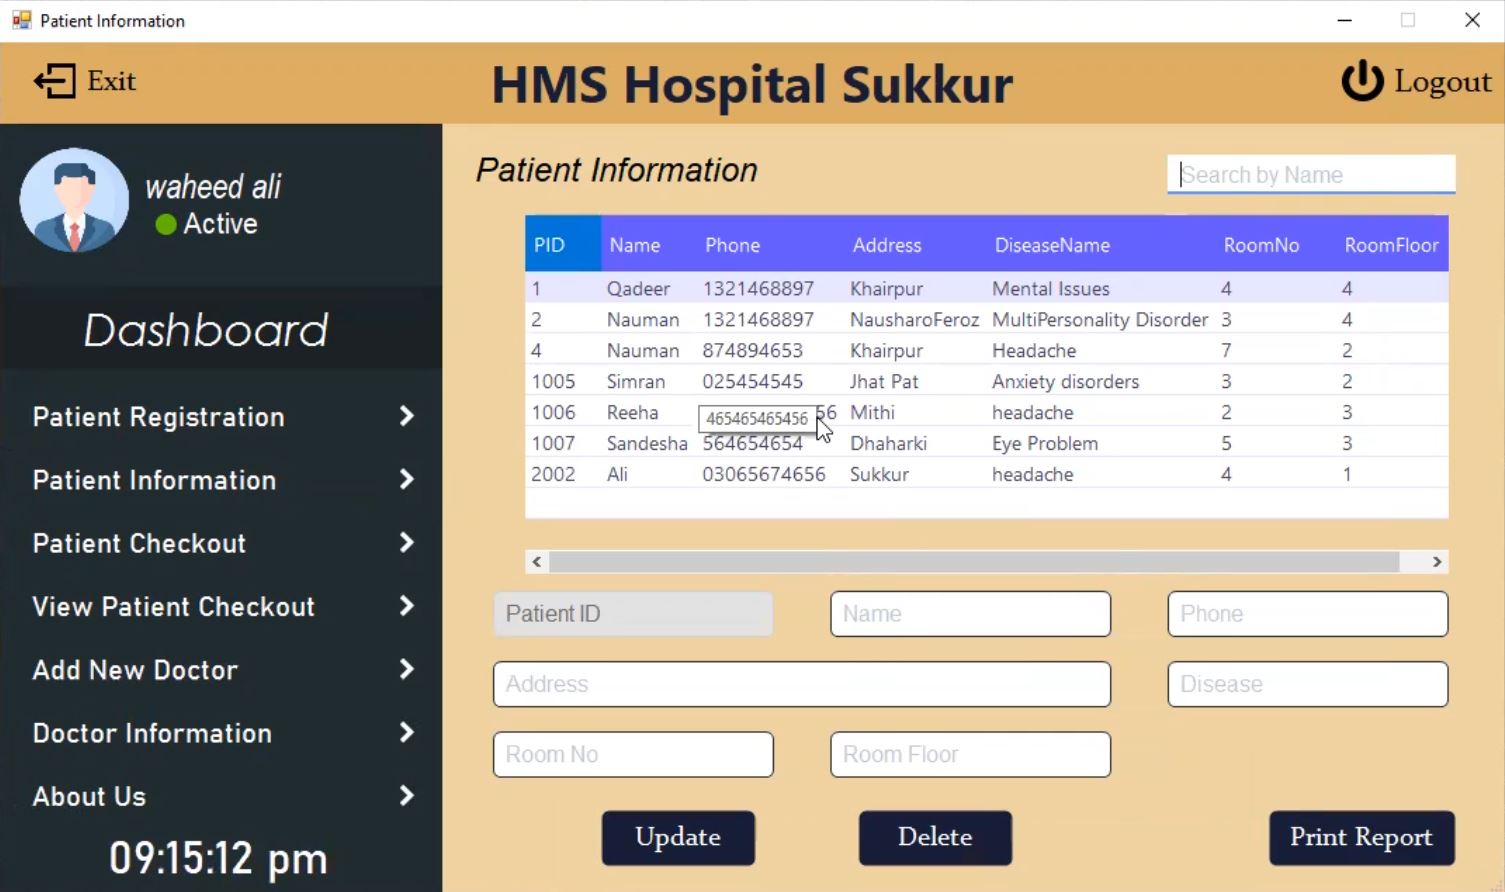 Patient Information
Exit
HMS Hospital Sukkur
Logout
waheed ali
Active
Dashboard
Patient Registration
Patient Information
Patient Checkout
View Patient Checkout
Add New Doctor
Doctor Information
About Us
09:15:12 pm
Patient Information
Search by Name
PID Name Phone Address DiseaseName RoomNo RoomFloor
1 Qadeer 1321468897 Khairpur Mental Issues 4 4
2 Nauman 1321468897 NausharoFeroz MultiPersonality Disorder 3 4
4 Nauman 874894653 Khairpur Headache 7 2
1005 Simran 025454545 Jhat Pat Anxiety disorders 3 2
1006 Reeha 465465465456 56 Mithi headache 2 3
1007 Sandesha 564654654 Dhaharki Eye Problem 5 3
2002 Ali 03065674656 Sukkur headache 4 1
Patient ID Name Phone
Address Disease
Room No Room Floor
Update Delete Print Report